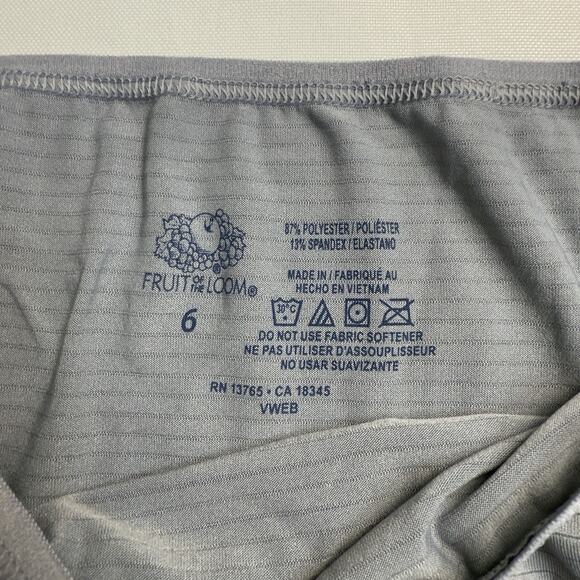 FRUIT OF THE LOOM®
6
87% POLYESTER / POLIÉSTER
13% SPANDEX / ELASTANO
MADE IN / FABRIQUÉ AU
HECHO EN VIETNAM
30°C
DO NOT USE FABRIC SOFTENER
NE PAS UTILISER D'ASSOUPLISSEUR
NO USAR SUAVIZANTE
RN 13765 • CA 18345
VWEB